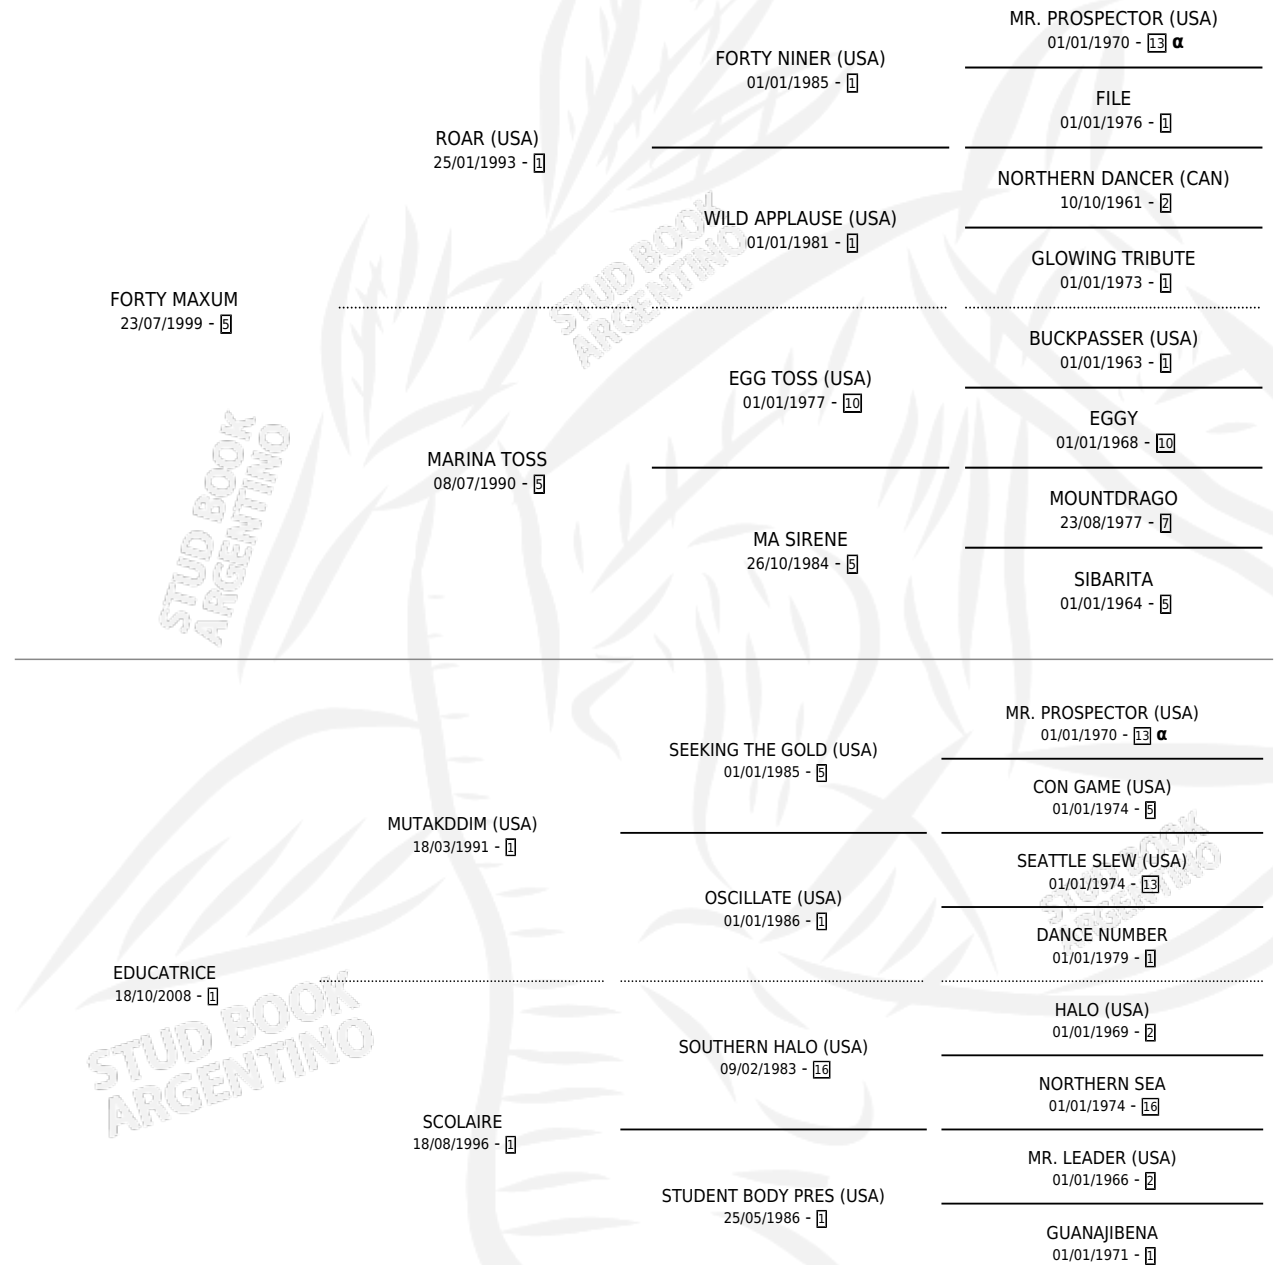 MR. PROSPECTOR (USA)
01/01/1970 - 13 α
FORTY NINER (USA)
01/01/1985 - 1
FILE
01/01/1976 - 1
ROAR (USA)
25/01/1993 - 1
NORTHERN DANCER (CAN)
10/10/1961 - 2
WILD APPLAUSE (USA)
01/01/1981 - 1
GLOWING TRIBUTE
01/01/1973 - 1
FORTY MAXUM
23/07/1999 - 5
BUCKPASSER (USA)
01/01/1963 - 1
EGG TOSS (USA)
01/01/1977 - 10
EGGY
01/01/1968 - 10
MARINA TOSS
08/07/1990 - 5
MOUNTDRAGO
23/08/1977 - 7
MA SIRENE
26/10/1984 - 5
SIBARITA
01/01/1964 - 5
MR. PROSPECTOR (USA)
01/01/1970 - 13 α
SEEKING THE GOLD (USA)
01/01/1985 - 5
CON GAME (USA)
01/01/1974 - 5
MUTAKDDIM (USA)
18/03/1991 - 1
SEATTLE SLEW (USA)
01/01/1974 - 13
OSCILLATE (USA)
01/01/1986 - 1
DANCE NUMBER
01/01/1979 - 1
EDUCATRICE
18/10/2008 - 1
HALO (USA)
01/01/1969 - 2
SOUTHERN HALO (USA)
09/02/1983 - 16
NORTHERN SEA
01/01/1974 - 16
SCOLAIRE
18/08/1996 - 1
MR. LEADER (USA)
01/01/1966 - 2
STUDENT BODY PRES (USA)
25/05/1986 - 1
GUANAJIBENA
01/01/1971 - 1
STUD BOOK
ARGENTINO
STUD BOOK
ARGENTINO
STUD BOOK
ARGENTINO
STUD BOOK
ARGENTINO